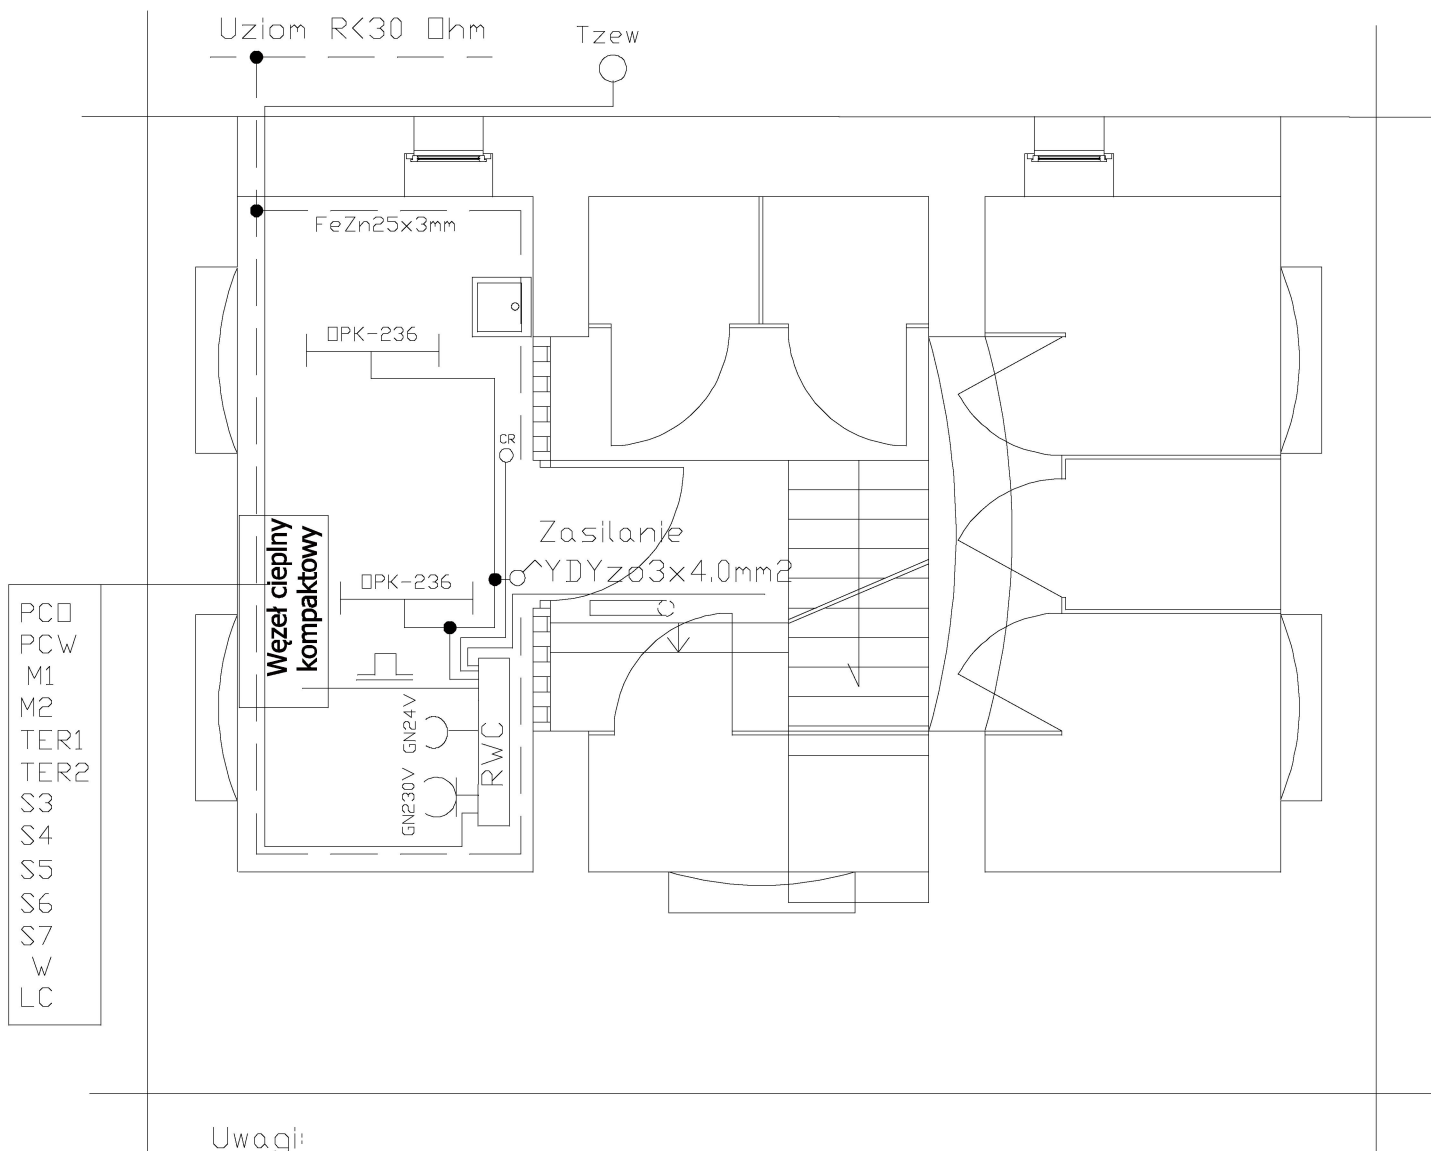 Uziom R<30 Ohm
Tzew
FeZn25x3mm
OPK-236
CR
Zasilanie
YDYżo3x4.0mm2
OPK-236
Węzeł cieplny
kompaktowy
PCO
PCW
M1
M2
TER1
TER2
S3
S4
S5
S6
S7
W
LC
GN24V
GN230V
RWC
Uwagi: